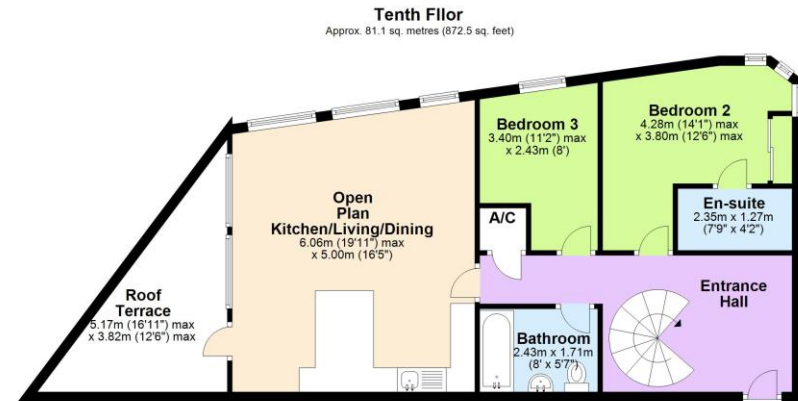 Tenth Fllor
Approx. 81.1 sq. metres (872.5 sq. feet)
Bedroom 3
3.40m (11'2") max
x 2.43m (8')
Bedroom 2
4.28m (14'1") max
x 3.80m (12'6") max
En-suite
2.35m x 1.27m
(7'9" x 4'2")
A/C
Open
Plan
Kitchen/Living/Dining
6.06m (19'11") max
x 5.00m (16'5")
Roof
Terrace
5.17m (16'11") max
x 3.82m (12'6") max
Entrance
Hall
Bathroom
2.43m x 1.71m
(8' x 5'7")